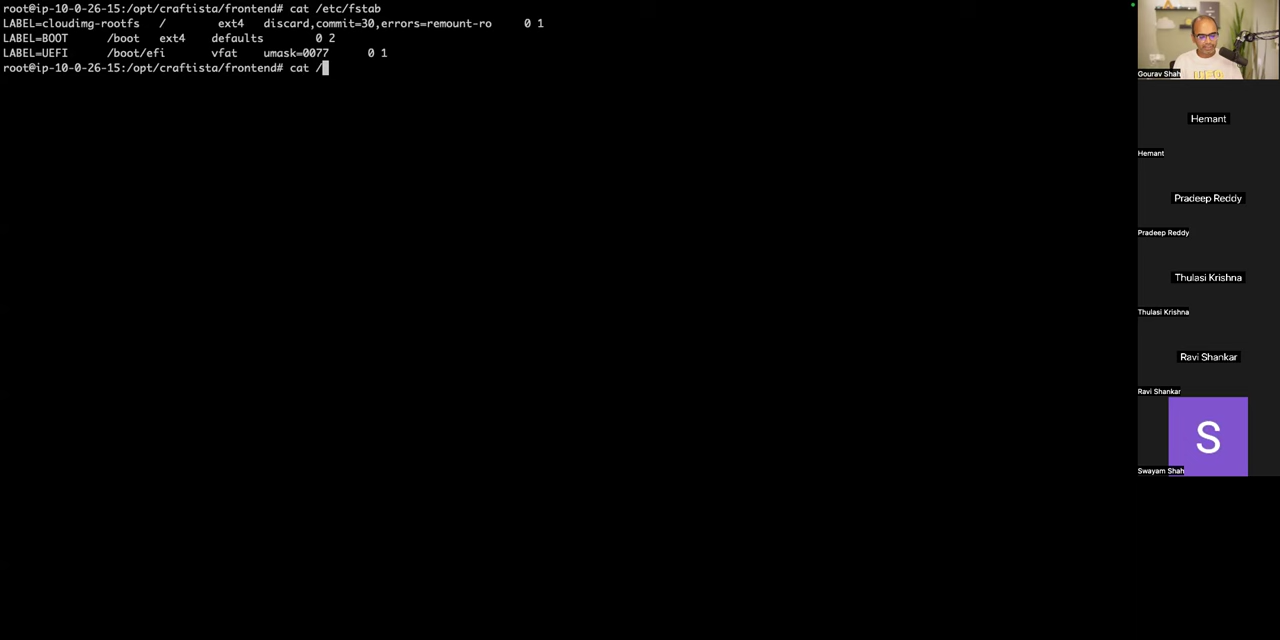 root@ip-10-0-26-15:/opt/craftista/frontend# cat /etc/fstab
LABEL=cloudimg-rootfs / ext4 discard,commit=30,errors=remount-ro 0 1
LABEL=BOOT /boot ext4 defaults 0 2
LABEL=UEFI /boot/efi vfat umask=0077 0 1
root@ip-10-0-26-15:/opt/craftista/frontend# cat /
Gourav Shah
Hemant
Hemant
Pradeep Reddy
Pradeep Reddy
Thulasi Krishna
Thulasi Krishna
Ravi Shankar
Ravi Shankar
S
Swayam Shah